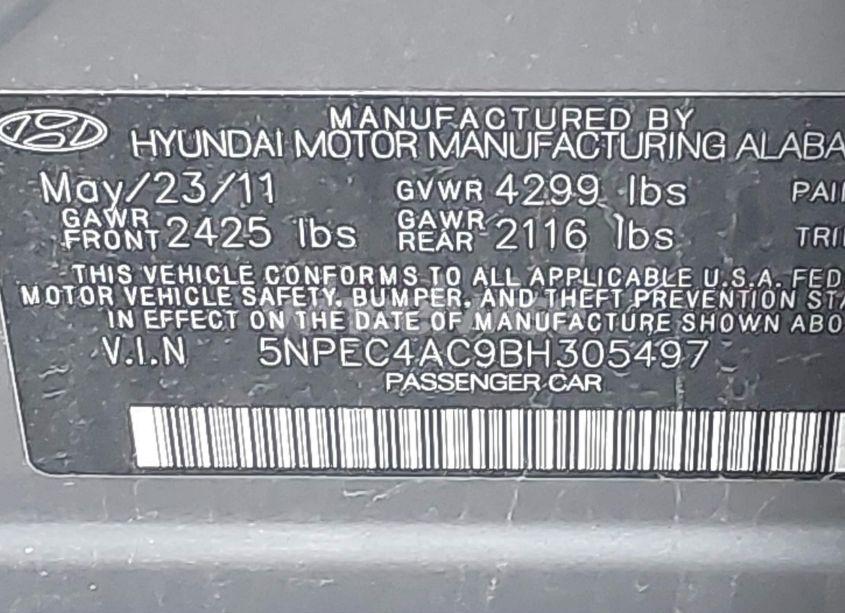 MANUFACTURED BY
HYUNDAI MOTOR MANUFACTURING ALABA
May/23/11 GVWR 4299 lbs PAI
GAWR FRONT 2425 lbs GAWR REAR 2116 lbs TRI
THIS VEHICLE CONFORMS TO ALL APPLICABLE U.S.A. FED
MOTOR VEHICLE SAFETY, BUMPER, AND THEFT PREVENTION STA
IN EFFECT ON THE DATE OF MANUFACTURE SHOWN ABO
V.I.N 5NPEC4AC9BH305497
PASSENGER CAR